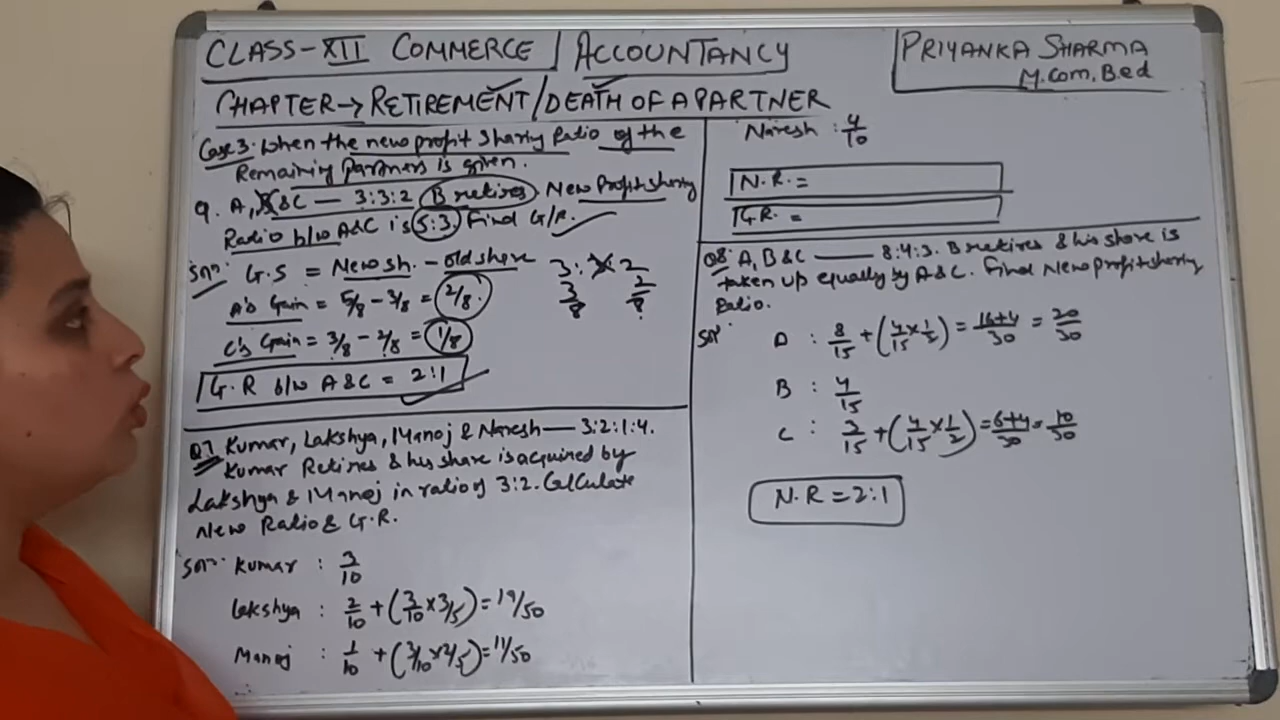 CLASS-XII COMMERCE / ACCOUNTANCY
PRIYANKA SHARMA
M.Com, B.ed
CHAPTER → RETIREMENT / DEATH OF A PARTNER
Case 3: When the new profit sharing Ratio of the
Remaining Partners is given.
Q. A, B & C — 3:3:2 B retires New Profit sharing
Ratio b/w A & C is 5:3. Find G/R.
Soln: G.S = New sh. - old share
A's Gain = 5/8 - 3/8 = 2/8.
C's Gain = 3/8 - 2/8 = 1/8
G.R b/w A & C = 2:1
3: 2
3/8 2/8
Q7 Kumar, Lakshya, Manoj & Naresh — 3:2:1:4.
Kumar Retires & his share is acquired by
Lakshya & Manoj in ratio of 3:2. Calculate
New Ratio & G.R.
Soln: Kumar : 3/10
Lakshya : 2/10 + (3/10 × 3/5) = 19/50
Manoj : 1/10 + (3/10 × 2/5) = 11/50
Naresh : 4/10
N.R. =
G.R. =
Q8: A, B & C — 8:4:3. B retires & his share is
taken up equally by A & C. Find New profit sharing
Ratio.
Soln: A : 8/15 + (4/15 × 1/2) = 16+4/30 = 20/30
B : 4/15
C : 3/15 + (4/15 × 1/2) = 6+4/30 = 10/30
N.R = 2:1